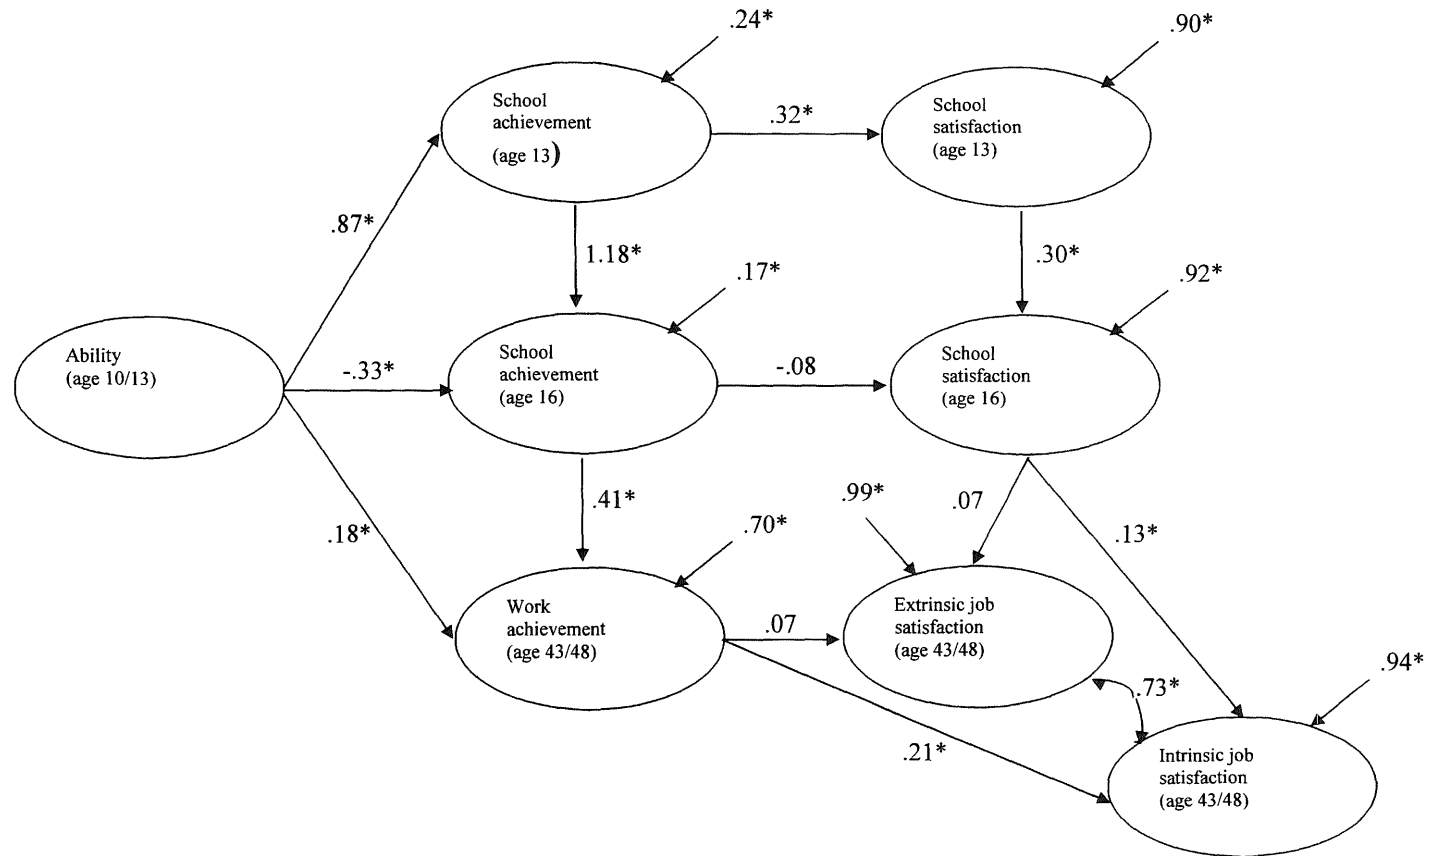 .24*
.90*
School
achievement
(age 13)
.32*
School
satisfaction
(age 13)
.87*
1.18*
.30*
.17*
.92*
Ability
(age 10/13)
-.33*
School
achievement
(age 16)
-.08
School
satisfaction
(age 16)
.18*
.41*
.70*
.99*
.07
.13*
Work
achievement
(age 43/48)
.07
Extrinsic job
satisfaction
(age 43/48)
.73*
.94*
.21*
Intrinsic job
satisfaction
(age 43/48)